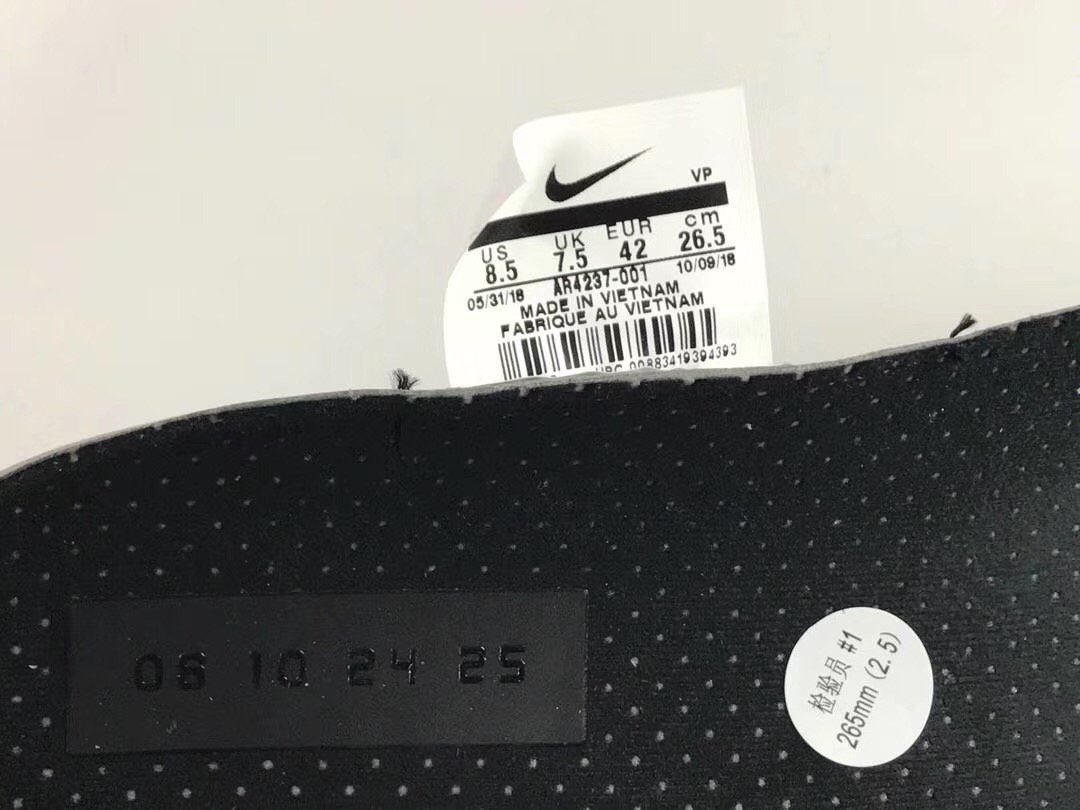 VP
US UK EUR cm
8.5 7.5 42 26.5
05/31/18 AR4237-001 10/09/18
MADE IN VIETNAM
FABRIQUE AU VIETNAM
00883419394393
06 10 24 25
检验员 #1
265mm (2.5)